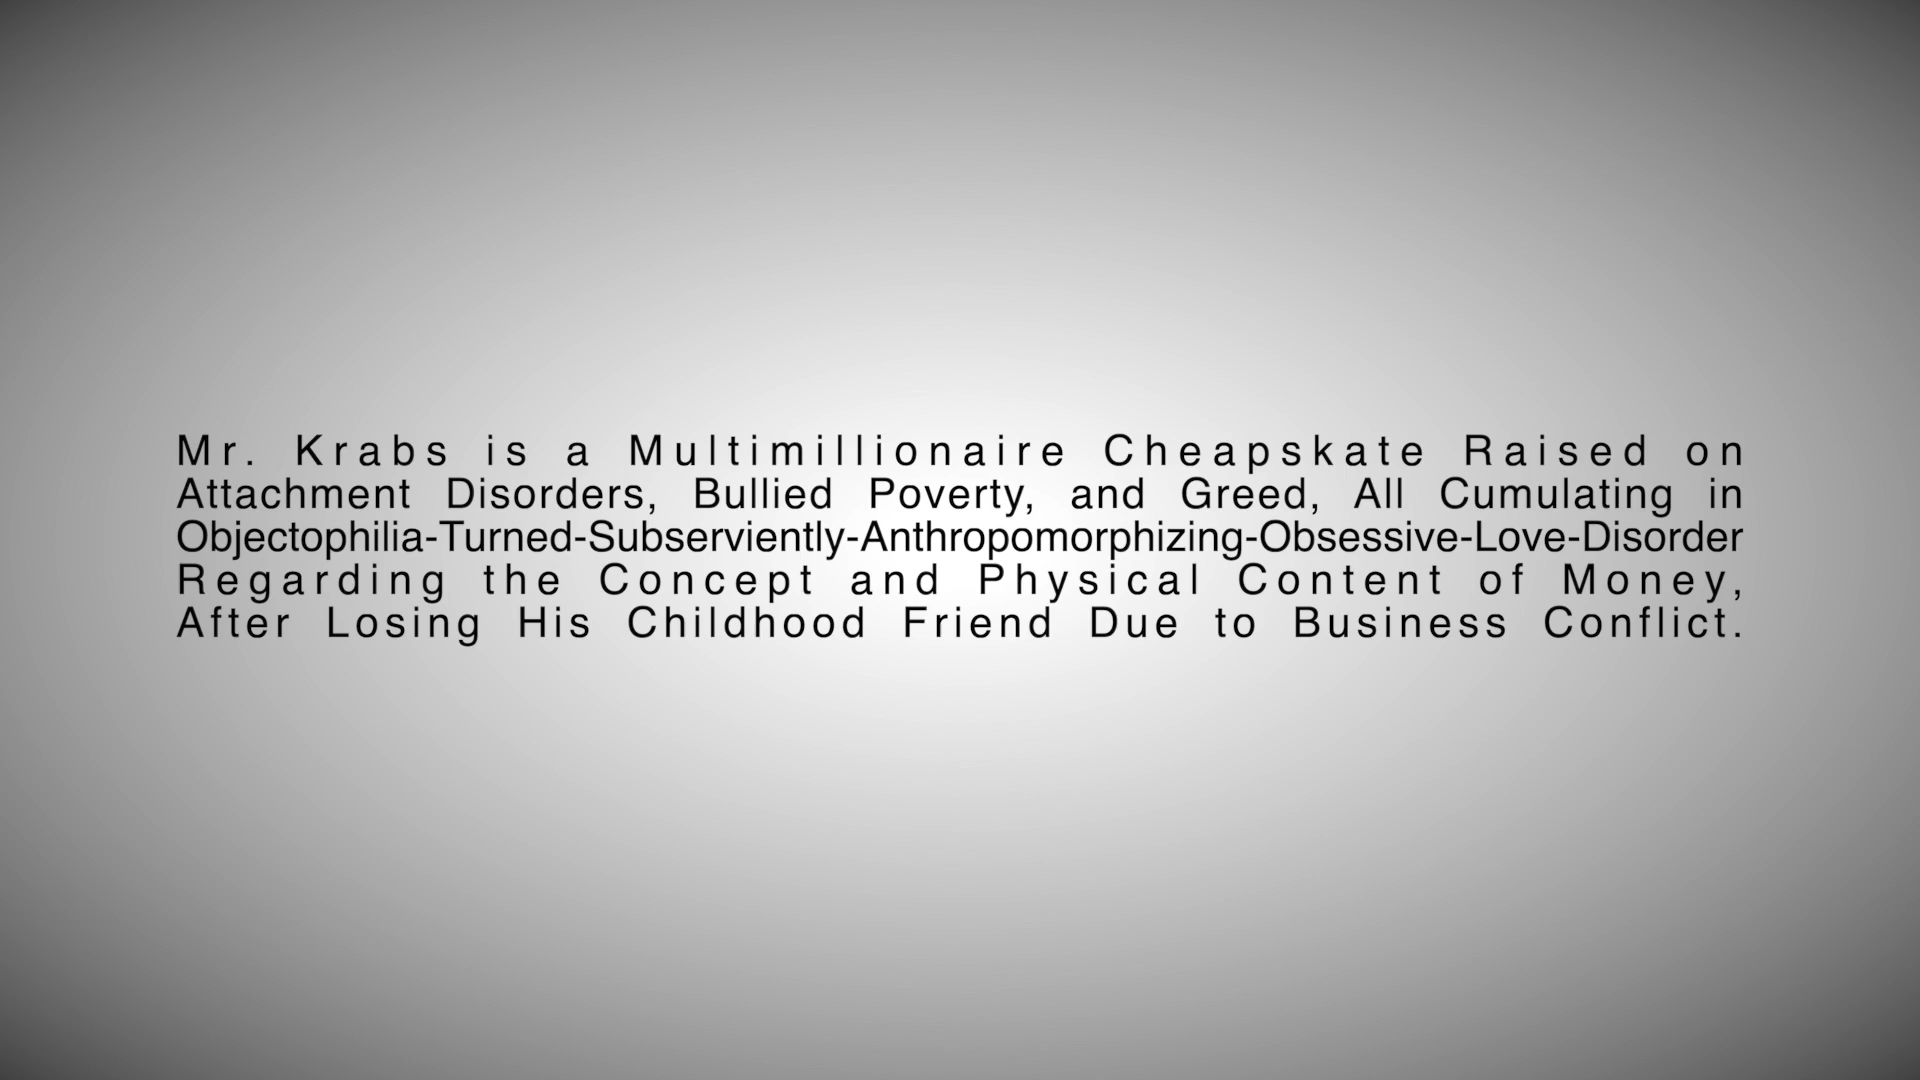 Mr. Krabs is a Multimillionaire Cheapskate Raised on
Attachment Disorders, Bullied Poverty, and Greed, All Cumulating in
Objectophilia-Turned-Subserviently-Anthropomorphizing-Obsessive-Love-Disorder
Regarding the Concept and Physical Content of Money,
After Losing His Childhood Friend Due to Business Conflict.